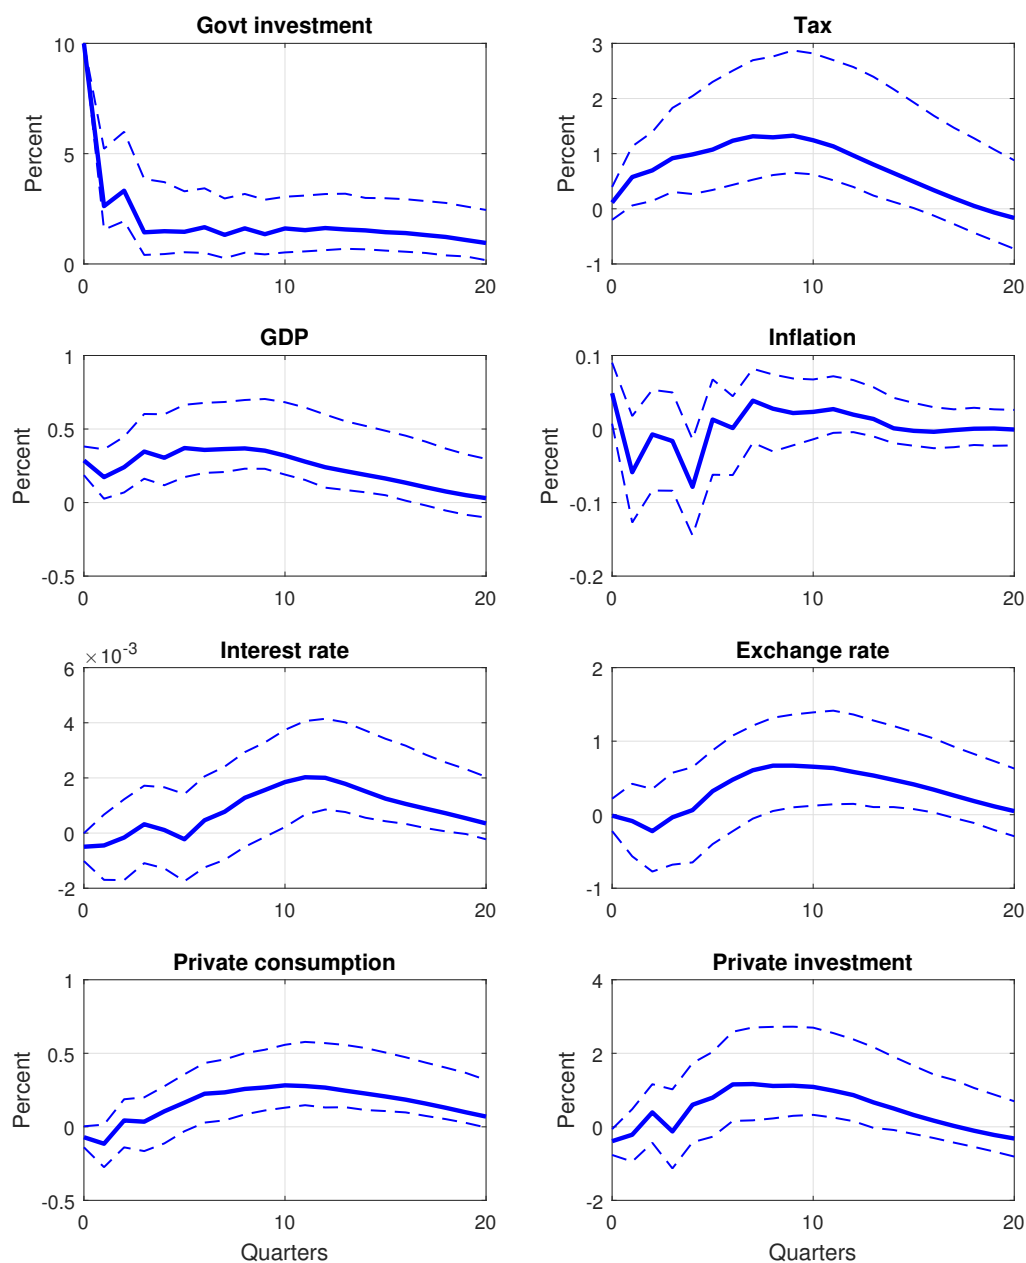 Govt investment
Percent
10
5
0
0 10 20
Tax
Percent
3
2
1
0
-1
0 10 20
GDP
Percent
1
0.5
0
-0.5
0 10 20
Inflation
Percent
0.1
0
-0.1
-0.2
0 10 20
Interest rate
×10⁻³
6
4
2
0
-2
0 10 20
Exchange rate
2
1
0
-1
0 10 20
Private consumption
Percent
1
0.5
0
-0.5
0 10 20
Quarters
Private investment
Percent
4
2
0
-2
0 10 20
Quarters